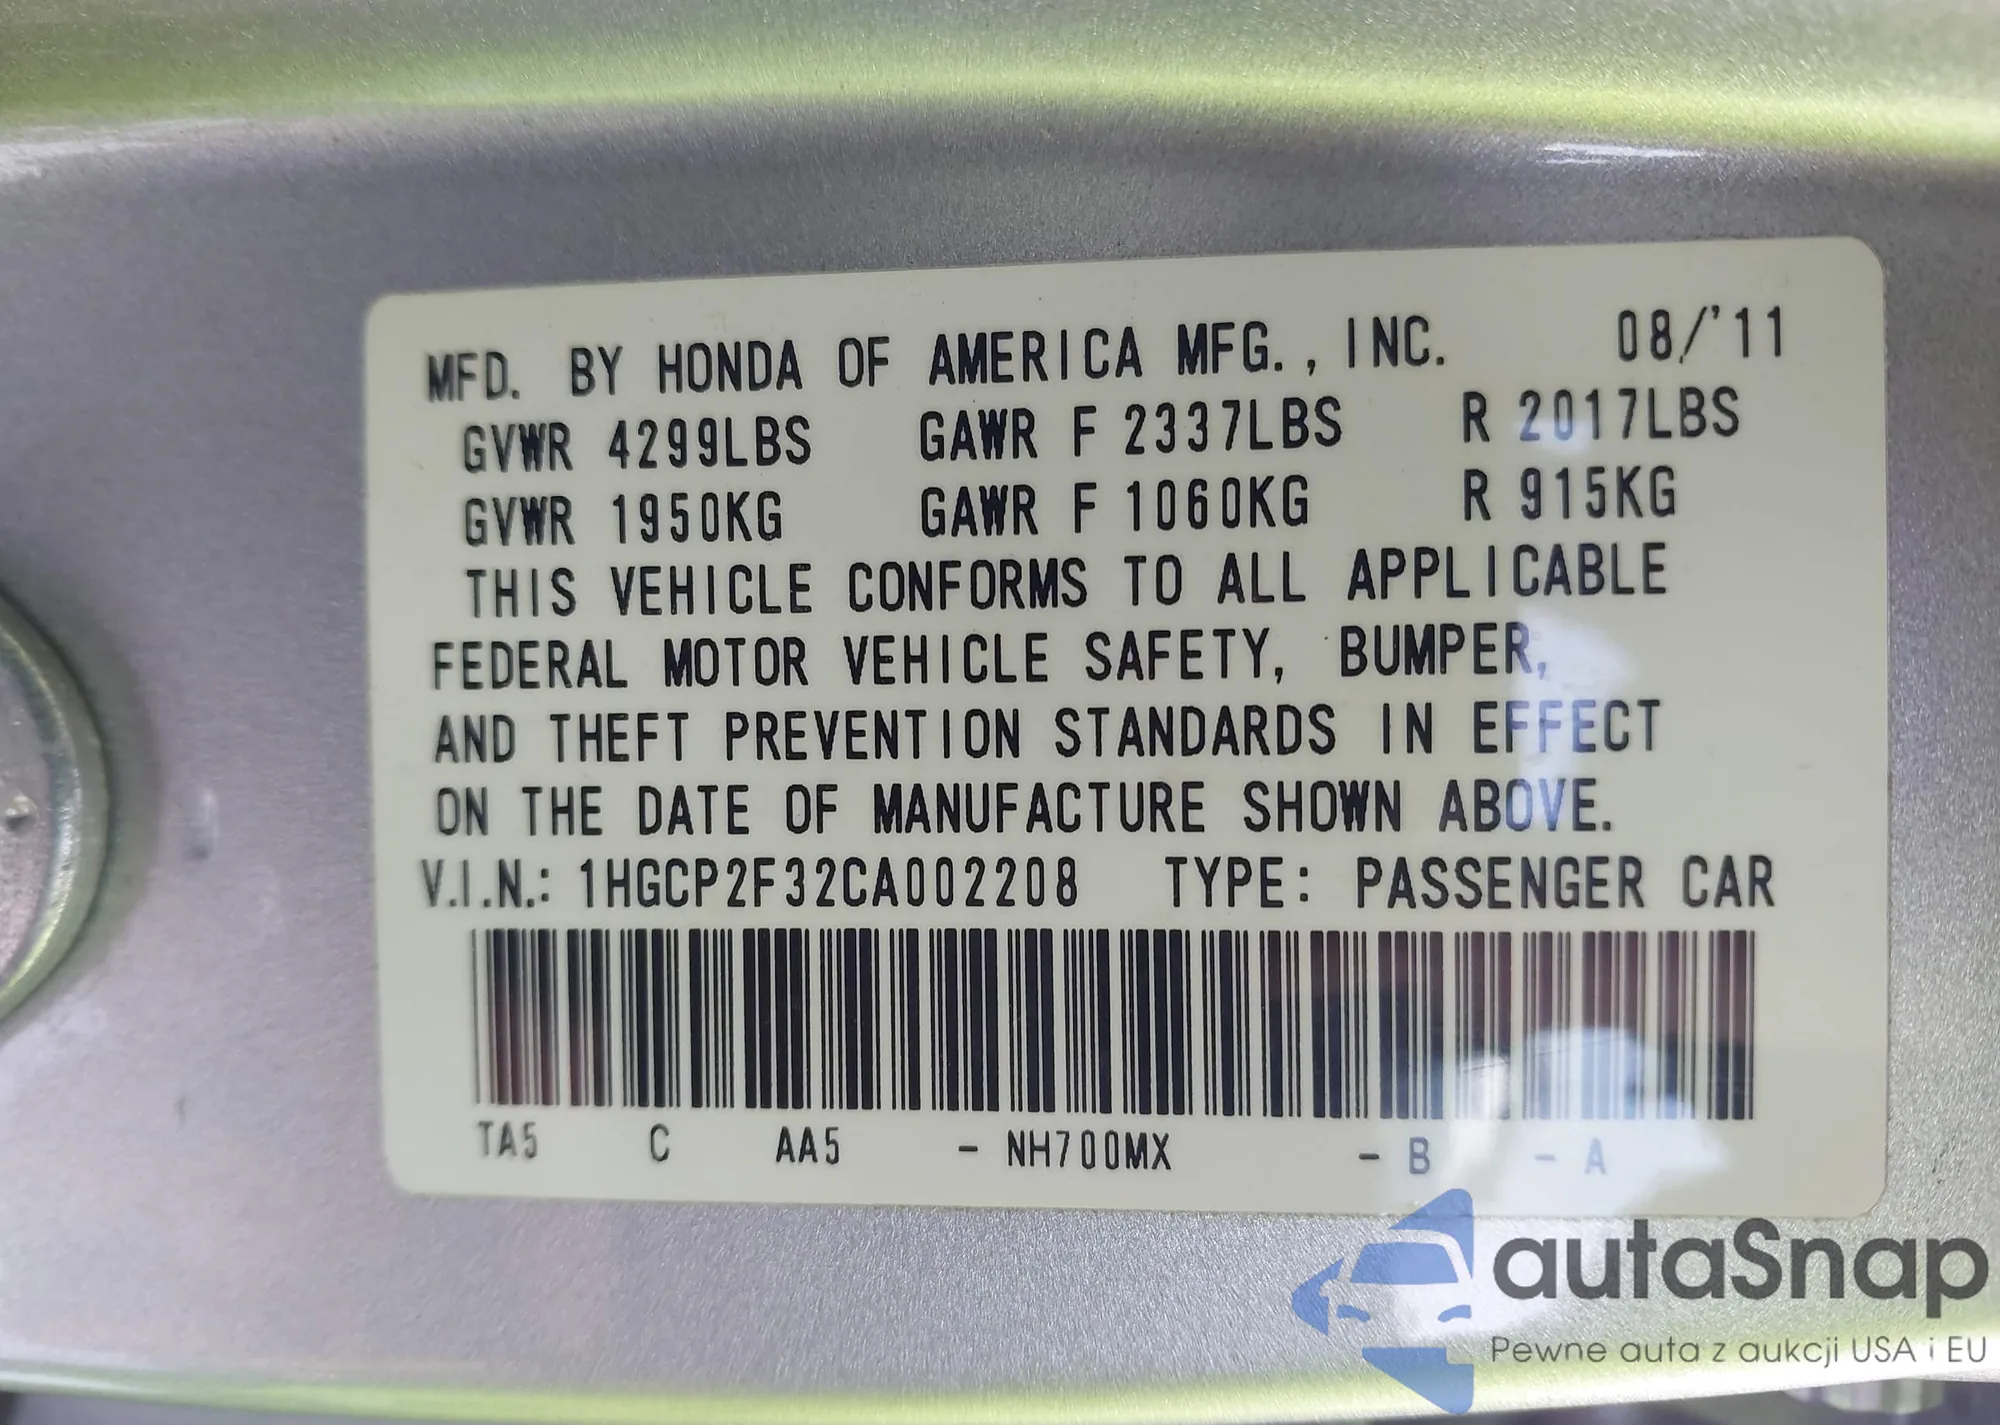 MFD. BY HONDA OF AMERICA MFG., INC. 08/'11
GVWR 4299LBS GAWR F 2337LBS R 2017LBS
GVWR 1950KG GAWR F 1060KG R 915KG
THIS VEHICLE CONFORMS TO ALL APPLICABLE
FEDERAL MOTOR VEHICLE SAFETY, BUMPER,
AND THEFT PREVENTION STANDARDS IN EFFECT
ON THE DATE OF MANUFACTURE SHOWN ABOVE.
V.I.N.: 1HGCP2F32CA002208 TYPE: PASSENGER CAR
TA5 C AA5 - NH700MX - B - A
autaSnap
Pewne auta z aukcji USA i EU